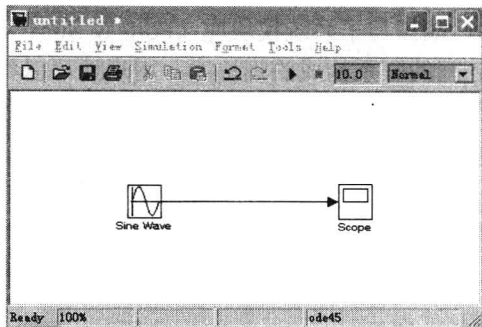 untitled *
File Edit View Simulation Format Tools Help
10.0 Normal
Sine Wave Scope
Ready 100% ode45